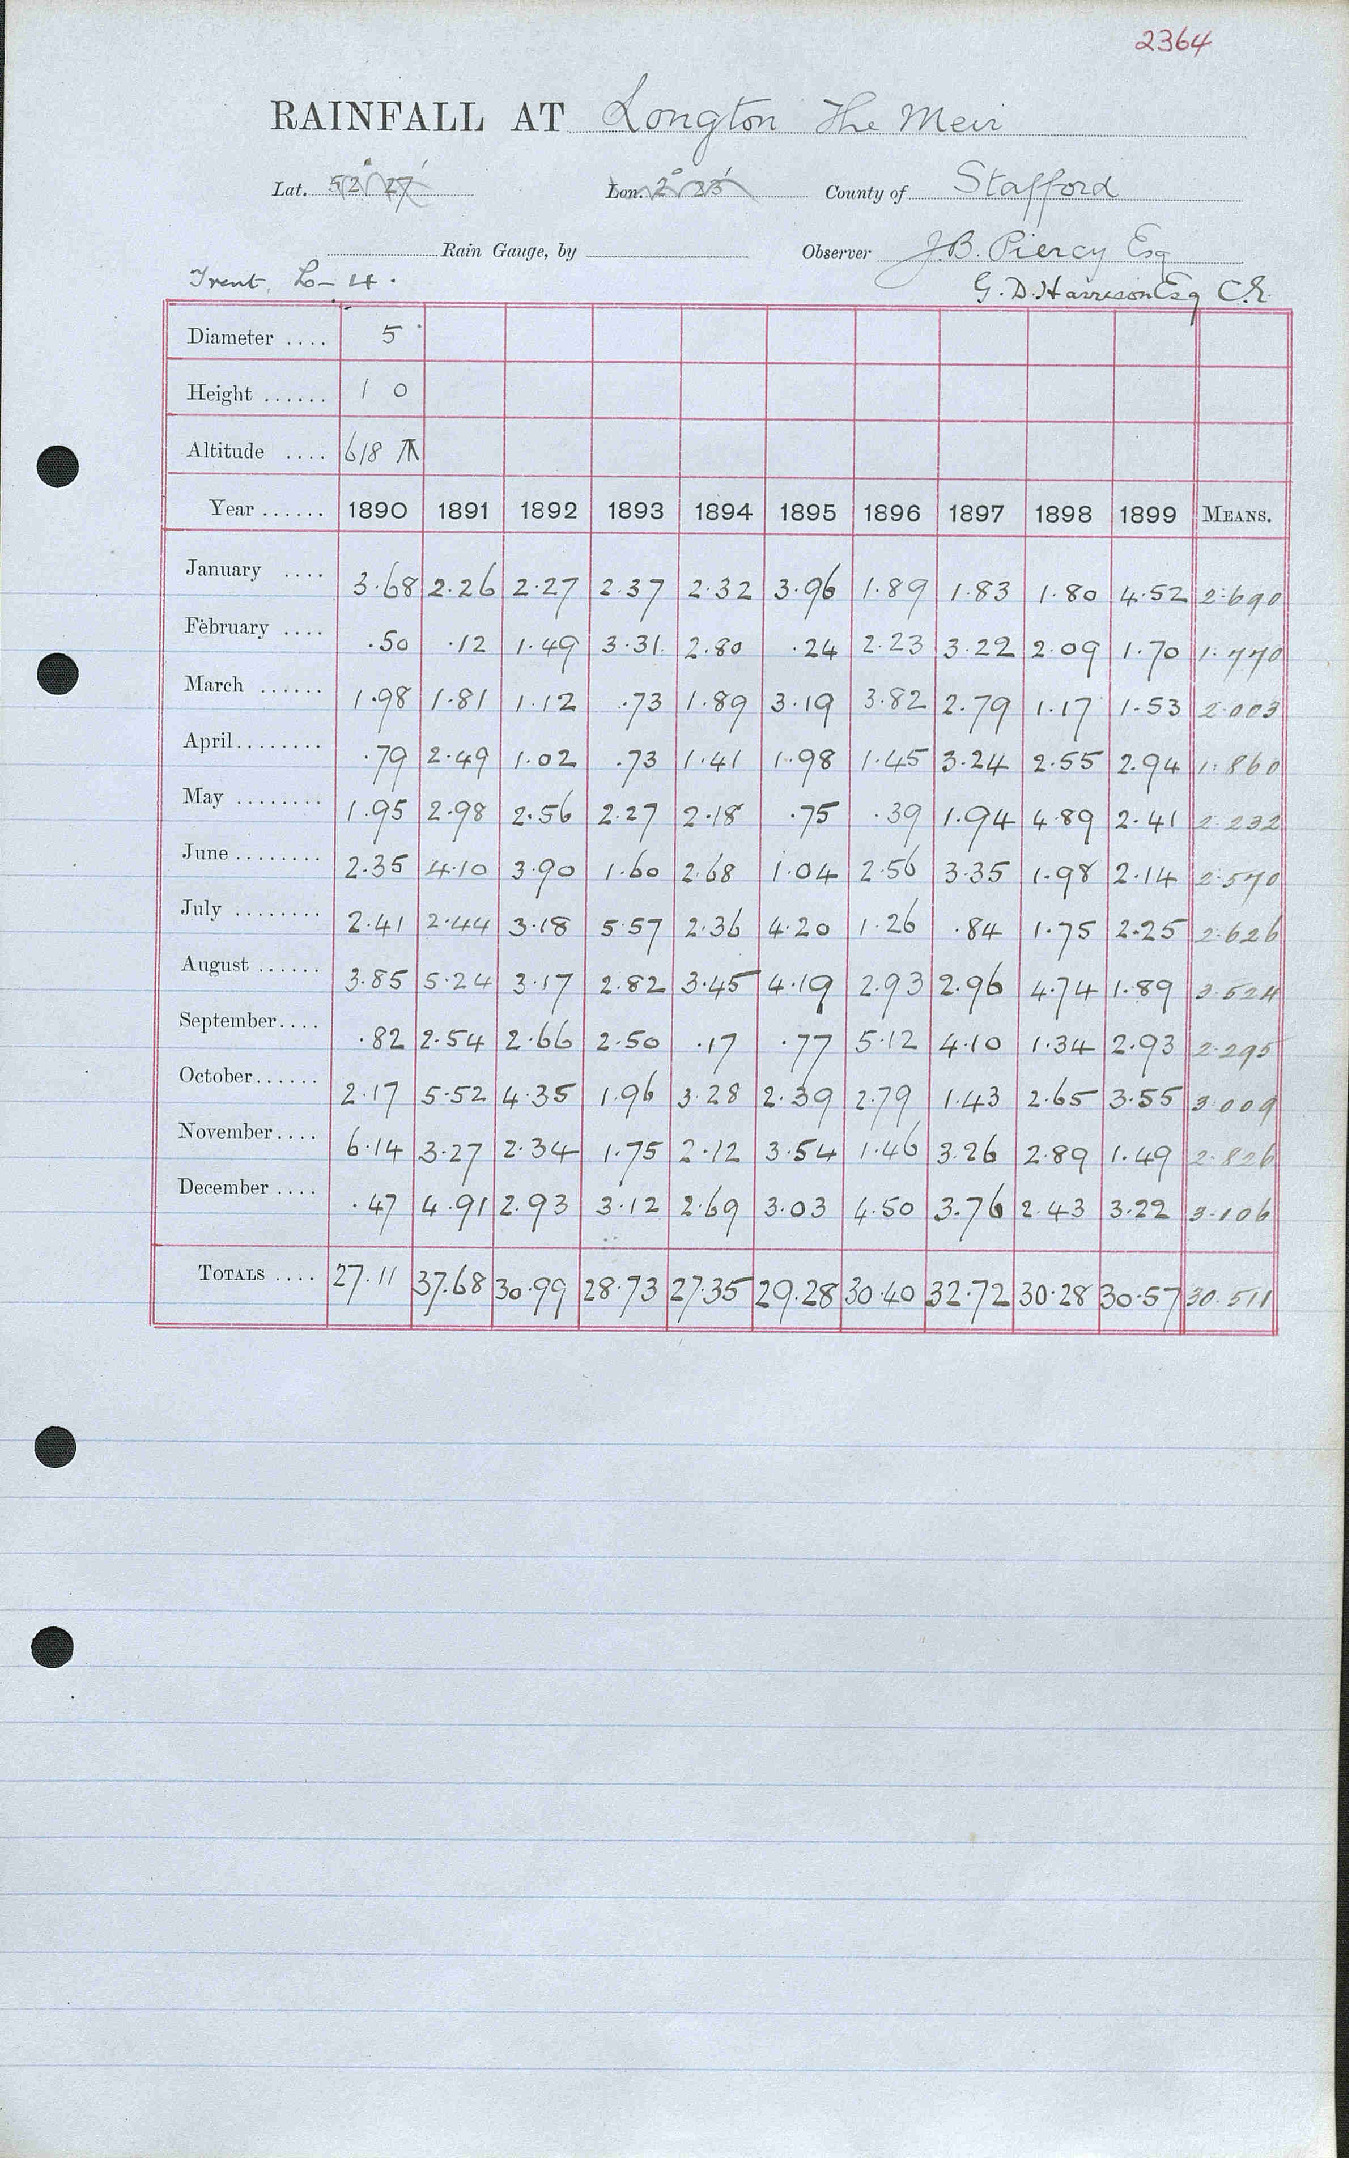 2364
RAINFALL AT Longton The Meir
Lat. 52° 27' Lon. 2° 23' County of Stafford
Rain Gauge, by Observer J.B. Piercy Esq
Trent, L-4. G.D. Harrison Esq C.E.
Diameter .... 5
Height ...... 1 0
Altitude .... 618
Year ...... 1890 1891 1892 1893 1894 1895 1896 1897 1898 1899 MEANS.
January .... 3.68 2.26 2.27 2.37 2.32 3.96 1.89 1.83 1.80 4.52 2.690
February .... .50 .12 1.49 3.31 2.80 .24 2.23 3.22 2.09 1.70 1.770
March ...... 1.98 1.81 1.12 .73 1.89 3.19 3.82 2.79 1.17 1.53 2.003
April........ .79 2.49 1.02 .73 1.41 1.98 1.45 3.24 2.55 2.94 1.860
May ........ 1.95 2.98 2.56 2.27 2.18 .75 .39 1.94 4.89 2.41 2.232
June ........ 2.35 4.10 3.90 1.60 2.68 1.04 2.56 3.35 1.98 2.14 2.570
July ........ 2.41 2.44 3.18 5.57 2.36 4.20 1.26 .84 1.75 2.25 2.626
August ...... 3.85 5.24 3.17 2.82 3.45 4.19 2.93 2.96 4.74 1.89 3.524
September.... .82 2.54 2.66 2.50 .17 .77 5.12 4.10 1.34 2.93 2.295
October...... 2.17 5.52 4.35 1.96 3.28 2.39 2.79 1.43 2.65 3.55 3.009
November.... 6.14 3.27 2.34 1.75 2.12 3.54 1.46 3.26 2.89 1.49 2.826
December .... .47 4.91 2.93 3.12 2.69 3.03 4.50 3.76 2.43 3.22 3.106
TOTALS .... 27.11 37.68 30.99 28.73 27.35 29.28 30.40 32.72 30.28 30.57 30.511